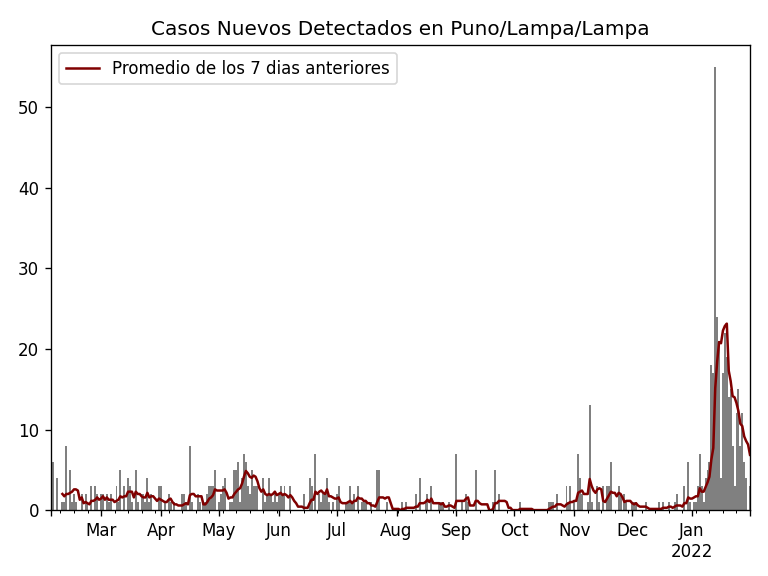 Casos Nuevos Detectados en Puno/Lampa/Lampa
Promedio de los 7 dias anteriores
50
40
30
20
10
0
Mar Apr May Jun Jul Aug Sep Oct Nov Dec Jan
2022